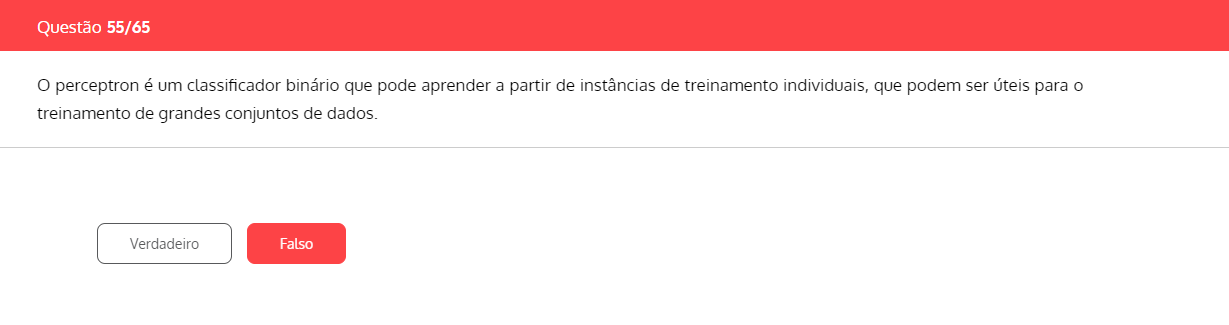 Questão 55/65
O perceptron é um classificador binário que pode aprender a partir de instâncias de treinamento individuais, que podem ser úteis para o
treinamento de grandes conjuntos de dados.
Verdadeiro Falso